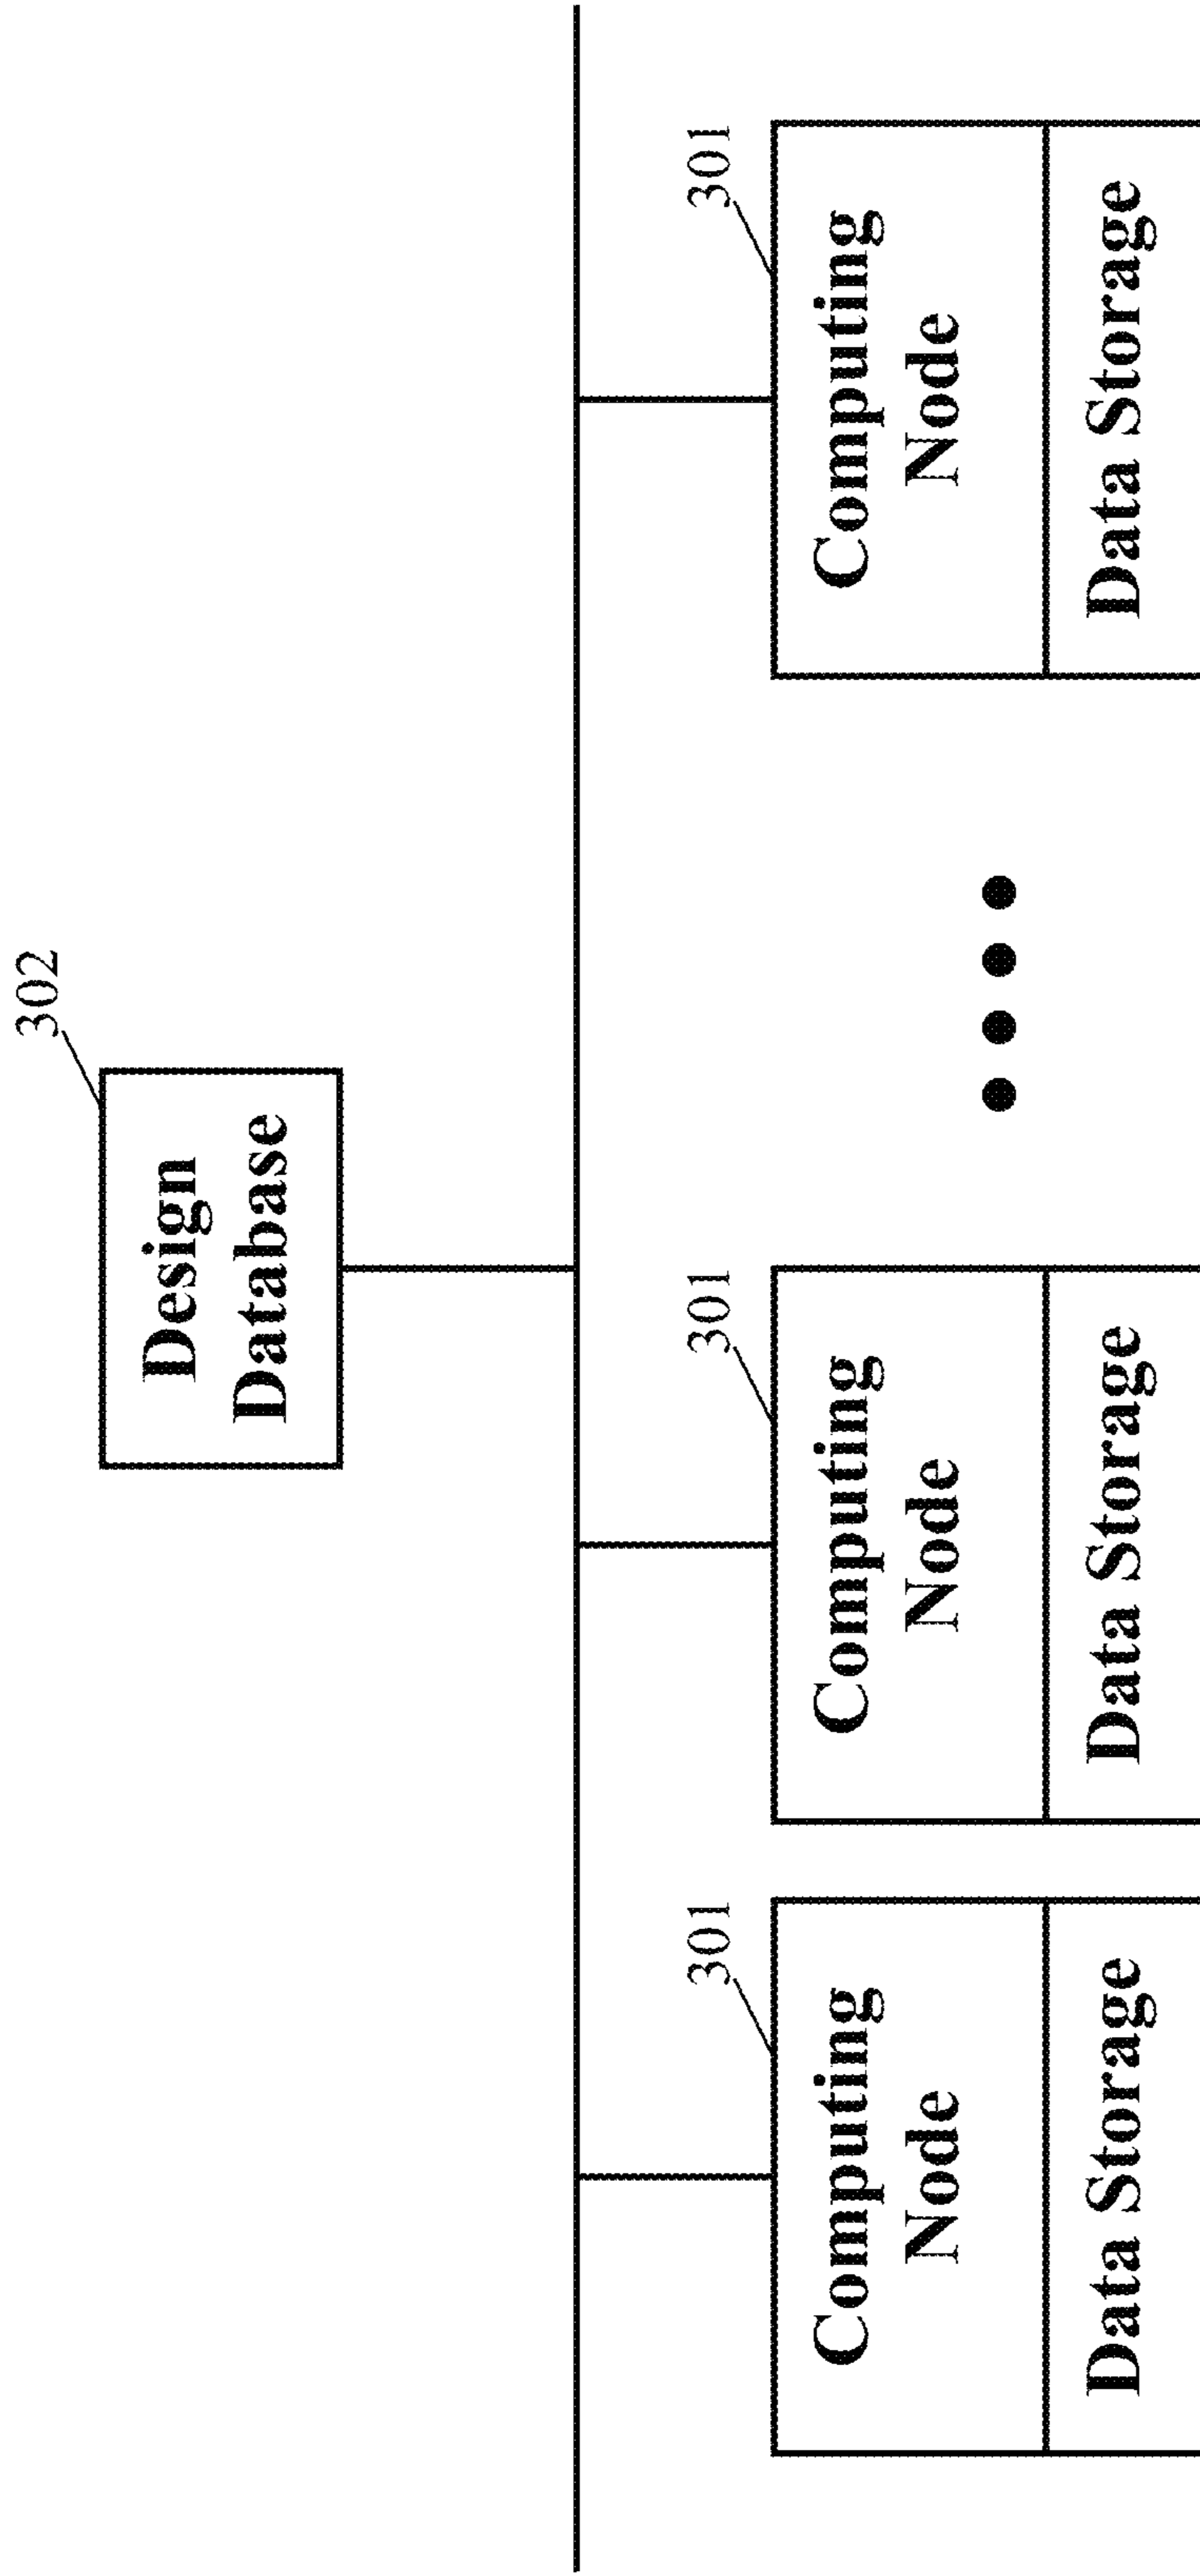 302
Design
Database
301
Computing
Node
Data Storage
301
Computing
Node
Data Storage
301
Computing
Node
Data Storage